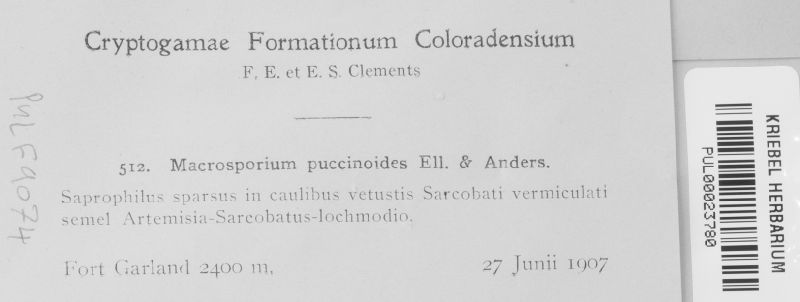 Cryptogamae Formationum Coloradensium
F. E. et E. S. Clements
512. Macrosporium puccinoides Ell. & Anders.
Saprophilus sparsus in caulibus vetustis Sarcobati vermiculati
semel Artemisia-Sarcobatus-lochmodio.
Fort Garland 2400 m,
27 Junii 1907
PUL F9074
KRIEBEL HERBARIUM
PUL00023780